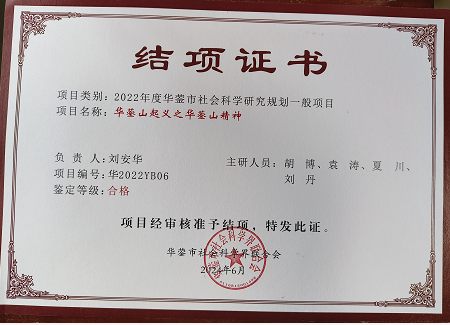 结项证书
项目类别：2022年度华蓥市社会科学研究规划一般项目
项目名称：华蓥山起义之华蓥山精神
负责人：刘安华
主研人员：胡博、袁涛、夏川、
刘丹
项目编号：华2022YB06
鉴定等级：合格
项目经审核准予结项，特发此证。
华蓥市社会科学界联合会
2024年6月